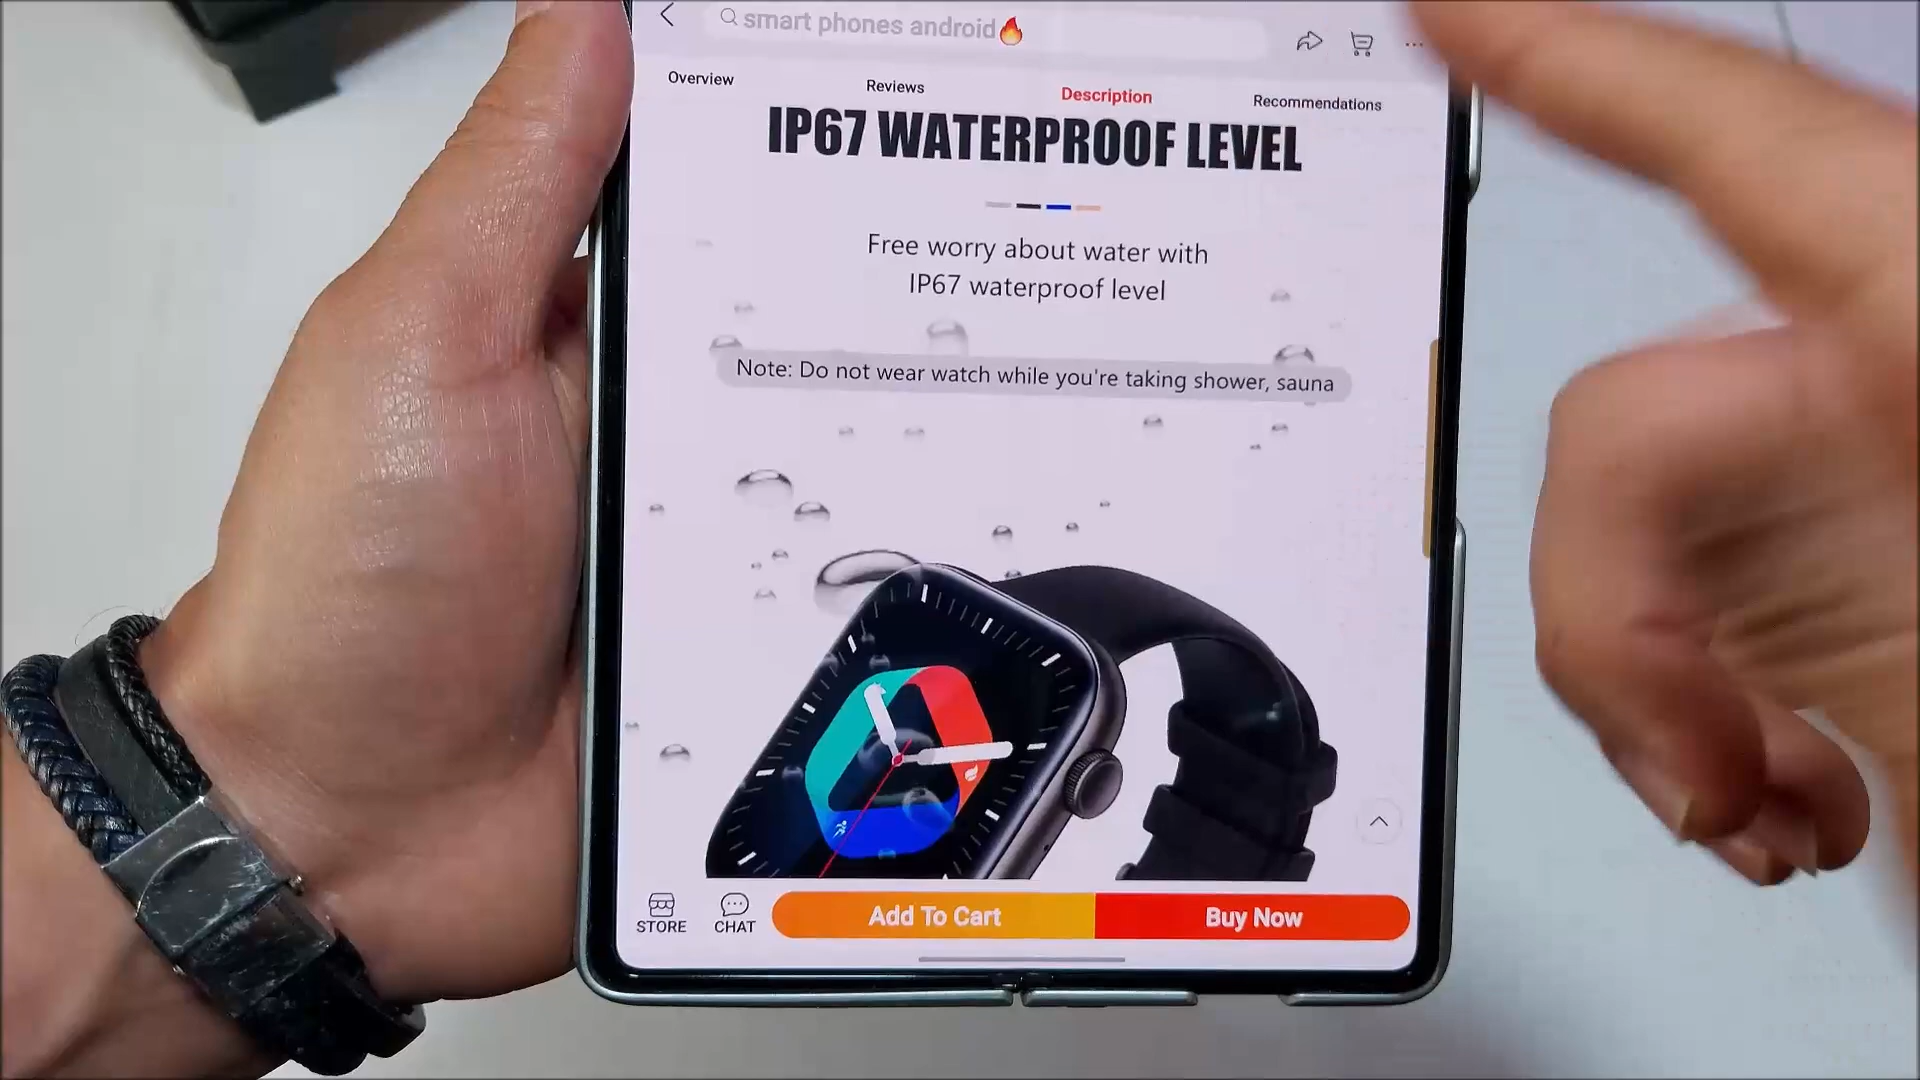 smart phones android🔥
Overview
Reviews
Description
Recommendations
IP67 WATERPROOF LEVEL
Free worry about water with
IP67 waterproof level
Note: Do not wear watch while you're taking shower, sauna
STORE
CHAT
Add To Cart
Buy Now